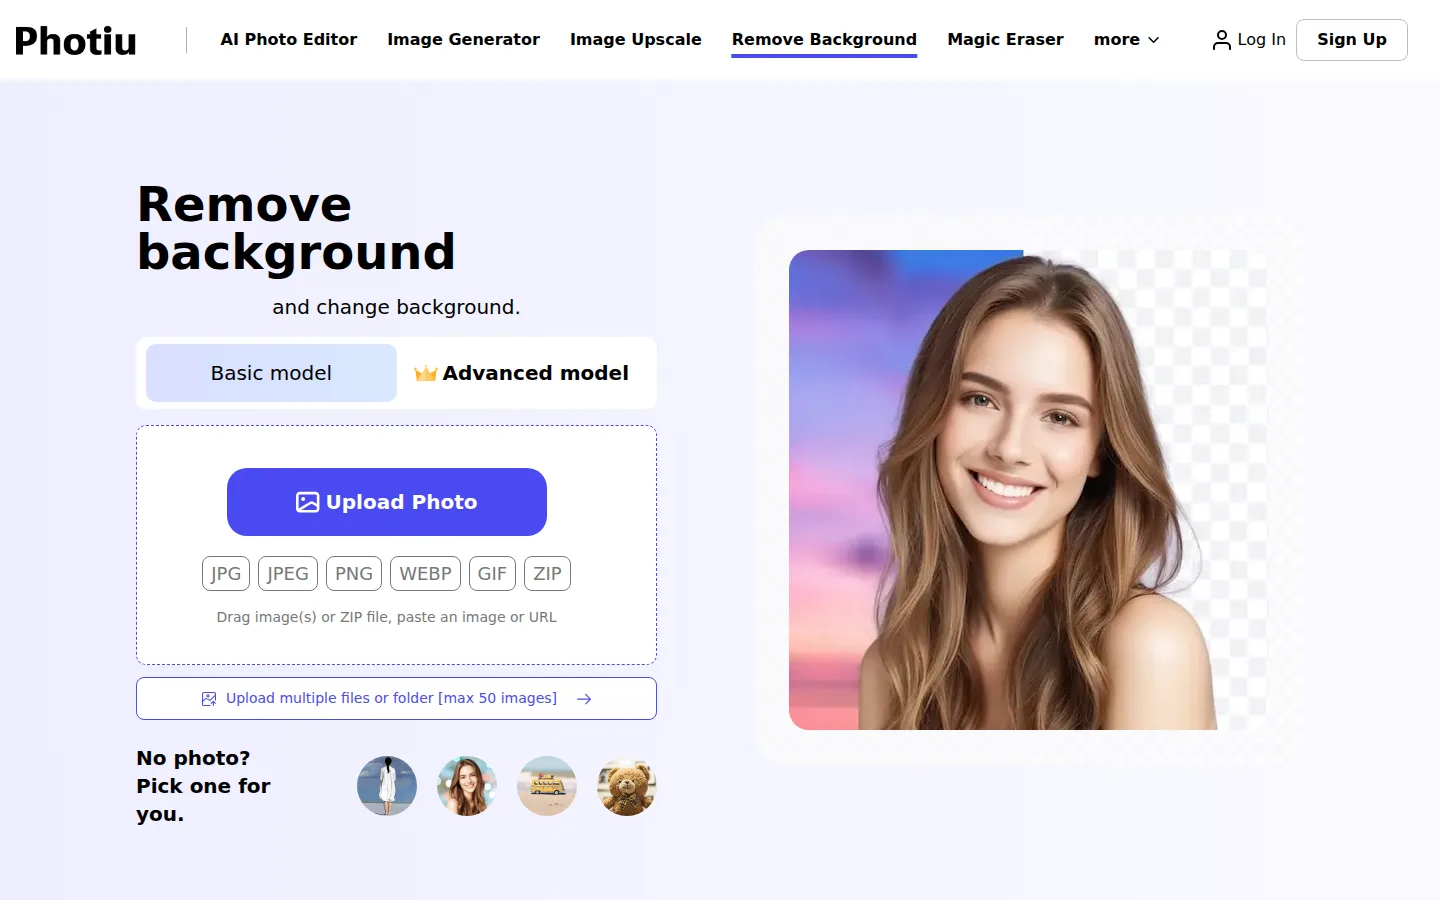 Photiu
AI Photo Editor
Image Generator
Image Upscale
Remove Background
Magic Eraser
more
Log In
Sign Up
Remove
background
and change background.
Basic model
Advanced model
Upload Photo
JPG
JPEG
PNG
WEBP
GIF
ZIP
Drag image(s) or ZIP file, paste an image or URL
Upload multiple files or folder [max 50 images]
No photo?
Pick one for
you.